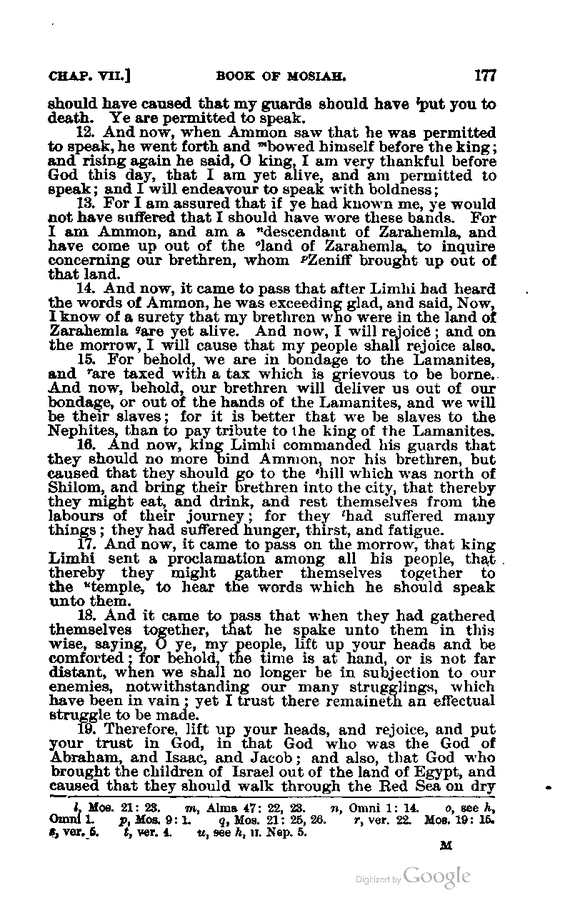 CHAP. VII.] BOOK OF MOSIAH. 177
should have caused that my guards should have ˡput you to
death. Ye are permitted to speak.
12. And now, when Ammon saw that he was permitted
to speak, he went forth and ᵐbowed himself before the king;
and rising again he said, O king, I am very thankful before
God this day, that I am yet alive, and am permitted to
speak; and I will endeavour to speak with boldness;
13. For I am assured that if ye had known me, ye would
not have suffered that I should have wore these bands. For
I am Ammon, and am a ⁿdescendant of Zarahemla, and
have come up out of the ᵒland of Zarahemla, to inquire
concerning our brethren, whom ᵖZeniff brought up out of
that land.
14. And now, it came to pass that after Limhi had heard
the words of Ammon, he was exceeding glad, and said, Now,
I know of a surety that my brethren who were in the land of
Zarahemla qare yet alive. And now, I will rejoice; and on
the morrow, I will cause that my people shall rejoice also.
15. For behold, we are in bondage to the Lamanites,
and ʳare taxed with a tax which is grievous to be borne.
And now, behold, our brethren will deliver us out of our
bondage, or out of the hands of the Lamanites, and we will
be their slaves; for it is better that we be slaves to the
Nephites, than to pay tribute to the king of the Lamanites.
16. And now, king Limhi commanded his guards that
they should no more bind Ammon, nor his brethren, but
caused that they should go to the ˢhill which was north of
Shilom, and bring their brethren into the city, that thereby
they might eat, and drink, and rest themselves from the
labours of their journey; for they ᵗhad suffered many
things; they had suffered hunger, thirst, and fatigue.
17. And now, it came to pass on the morrow, that king
Limhi sent a proclamation among all his people, that
thereby they might gather themselves together to
the ᵘtemple, to hear the words which he should speak
unto them.
18. And it came to pass that when they had gathered
themselves together, that he spake unto them in this
wise, saying, O ye, my people, lift up your heads and be
comforted; for behold, the time is at hand, or is not far
distant, when we shall no longer be in subjection to our
enemies, notwithstanding our many strugglings, which
have been in vain; yet I trust there remaineth an effectual
struggle to be made.
19. Therefore, lift up your heads, and rejoice, and put
your trust in God, in that God who was the God of
Abraham, and Isaac, and Jacob; and also, that God who
brought the children of Israel out of the land of Egypt, and
caused that they should walk through the Red Sea on dry
l, Mos. 21: 23. m, Alma 47: 22, 23. n, Omni 1: 14. o, see h,
Omni 1. p, Mos. 9: 1. q, Mos. 21: 25, 26. r, ver. 22. Mos. 19: 15.
s, ver. 5. t, ver. 4. u, see h, II. Nep. 5.
M
Digitized by Google